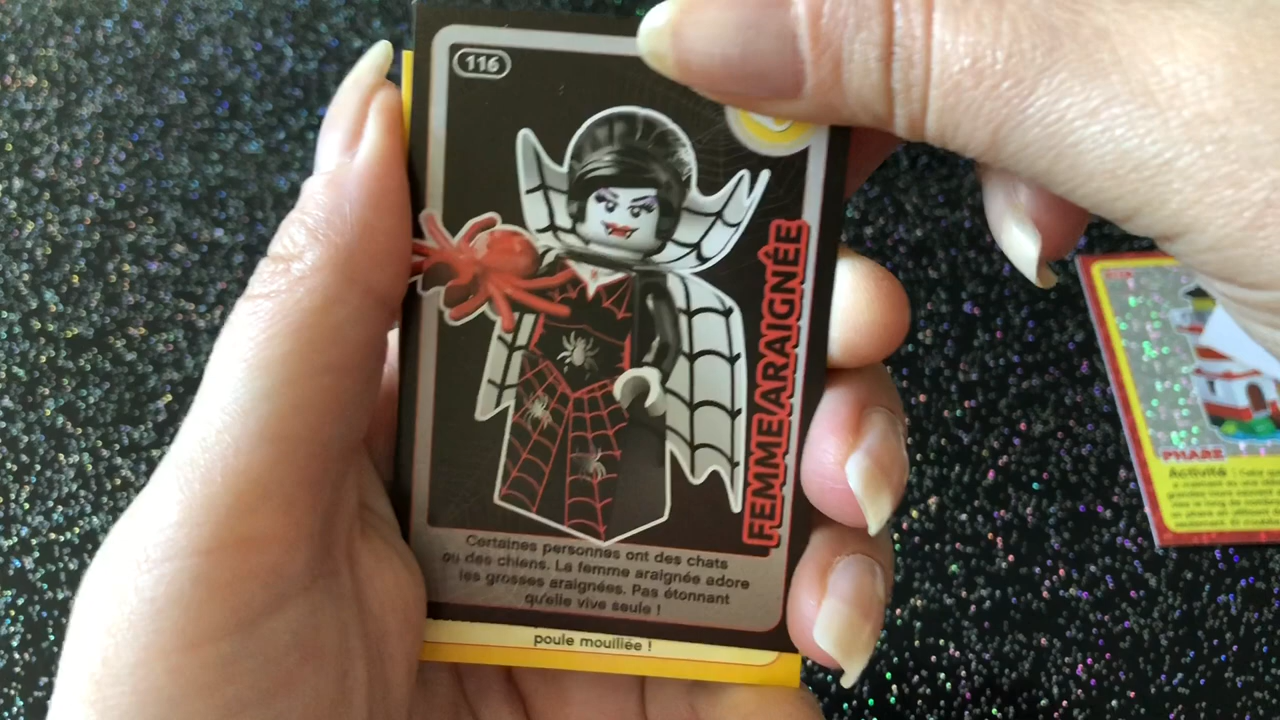 116
FEMME ARAIGNÉE
Certaines personnes ont des chats
ou des chiens. La femme araignée adore
les grosses araignées. Pas étonnant
qu'elle vive seule !
poule mouillée !
PHARE
Activité :